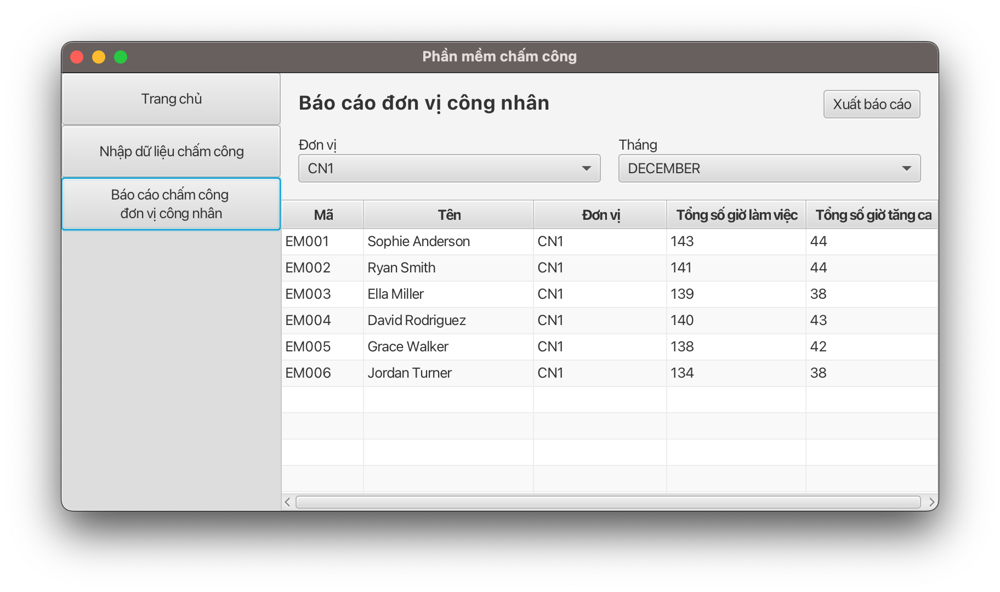 Phần mềm chấm công
Trang chủ
Nhập dữ liệu chấm công
Báo cáo chấm công
đơn vị công nhân
Báo cáo đơn vị công nhân
Xuất báo cáo
Đơn vị
Tháng
CN1
DECEMBER
Mã Tên Đơn vị Tổng số giờ làm việc Tổng số giờ tăng ca
EM001 Sophie Anderson CN1 143 44
EM002 Ryan Smith CN1 141 44
EM003 Ella Miller CN1 139 38
EM004 David Rodriguez CN1 140 43
EM005 Grace Walker CN1 138 42
EM006 Jordan Turner CN1 134 38